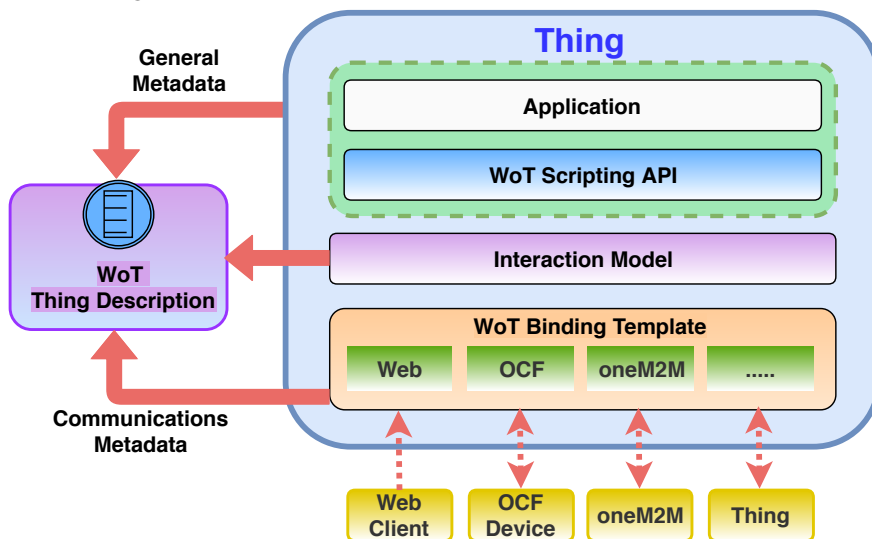 Thing
General
Metadata
Application
WoT Scripting API
WoT
Thing Description
Interaction Model
WoT Binding Template
Web
OCF
oneM2M
.....
Communications
Metadata
Web
Client
OCF
Device
oneM2M
Thing